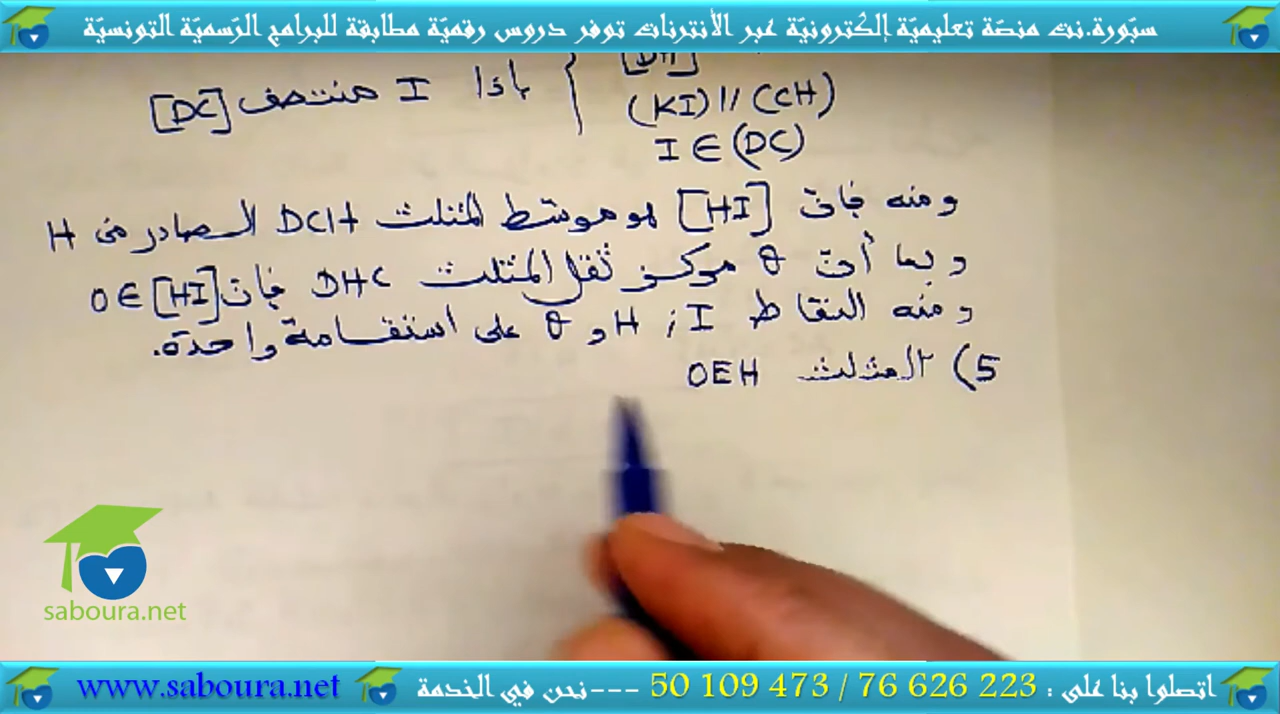 سبّورة.نت منصّة تعليميّة إلكترونيّة عبر الأنترنات توفر دروس رقميّة مطابقة للبرامج الرّسميّة التونسيّة
[DH]
(KI) // (CH)
I ∈ (DC)
إذا I منتصف [DC]
ومنه فإن [HI] هو موسط المثلث DCH الصادر من H
وبما أن O مركز ثقل المثلث DHC فإن O ∈ [HI]
ومنه النقاط I ; H و O على استقامة واحدة.
5) المثلث OEH
saboura.net
اتصلوا بنا على : 50 109 473 / 76 626 223 ---نحن في الخدمة www.saboura.net